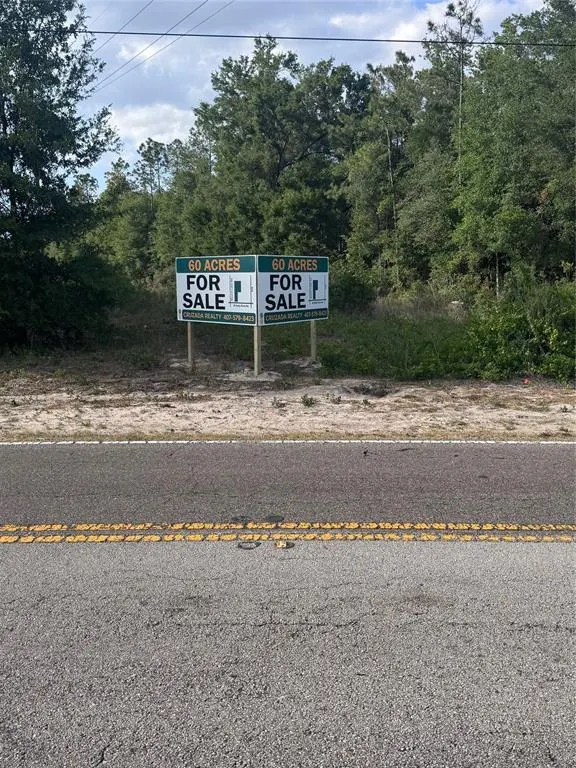 60 ACRES
FOR
SALE
CRUZADA REALTY 407-579-8423
60 ACRES
FOR
SALE
CRUZADA REALTY 407-579-8423